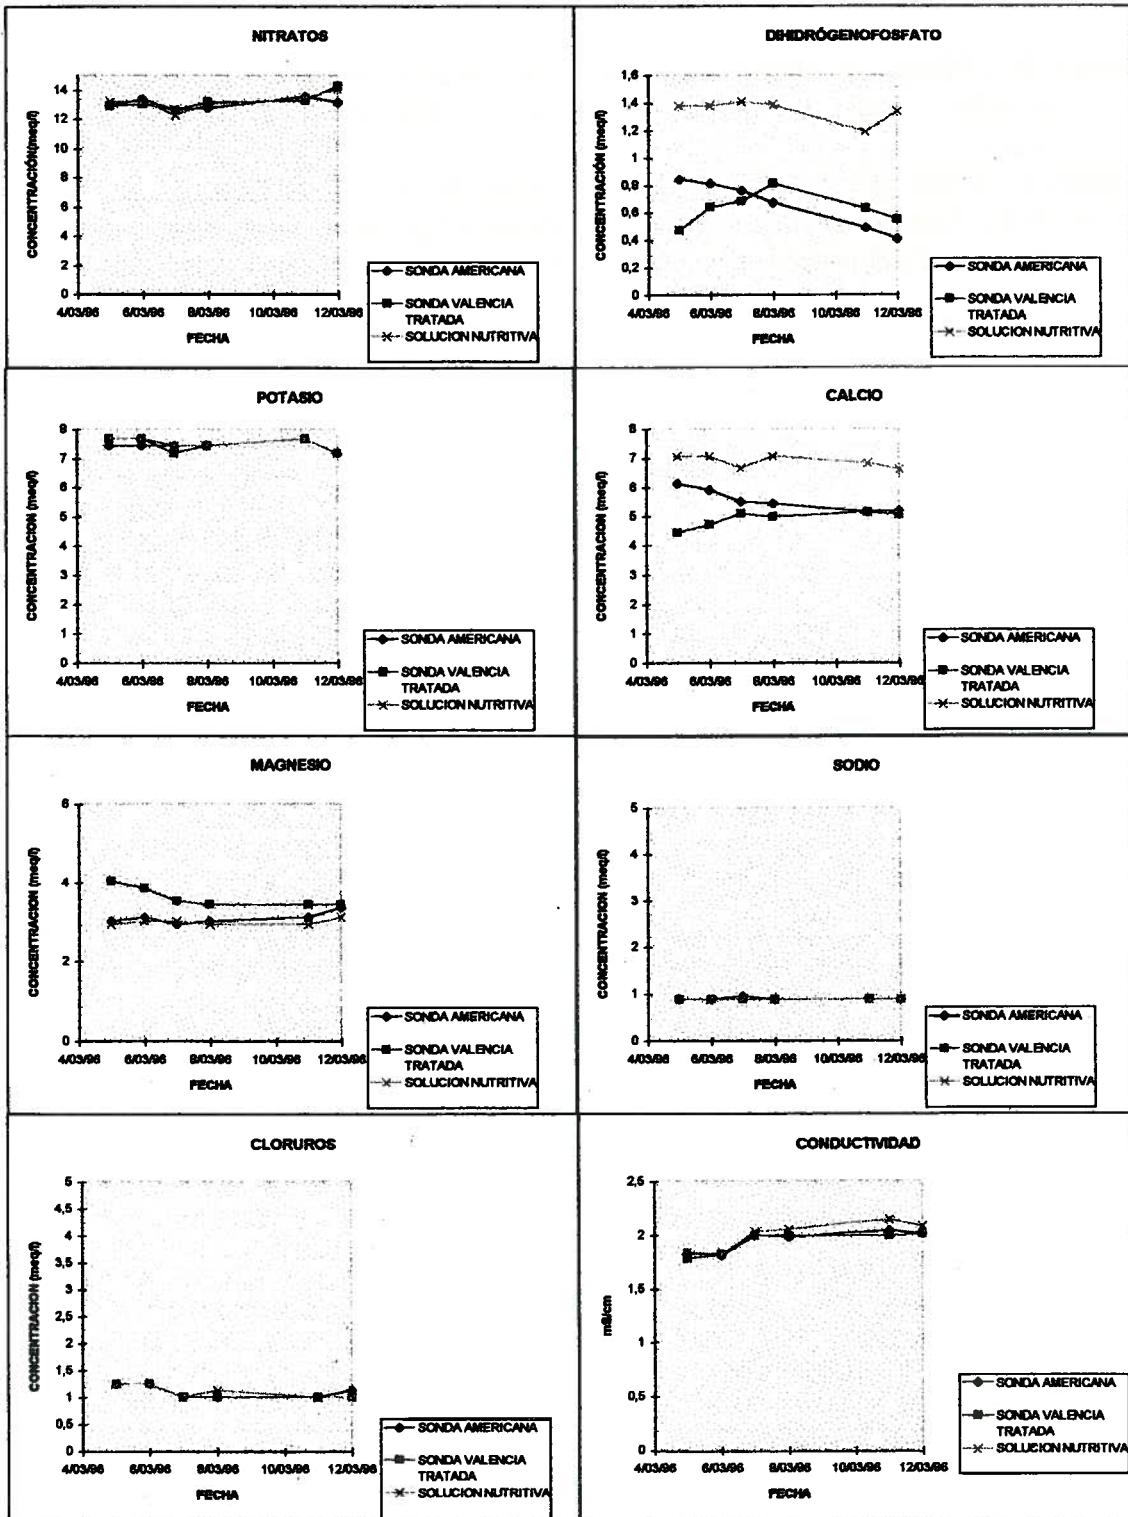 NITRATOS
CONCENTRACIÓN(meq/l)
14
12
10
8
6
4
2
0
4/03/96 6/03/96 8/03/96 10/03/96 12/03/96
FECHA
SONDA AMERICANA
SONDA VALENCIA
TRATADA
SOLUCION NUTRITIVA
DIHIDRÓGENOFOSFATO
CONCENTRACIÓN (meq/l)
1,6
1,4
1,2
1
0,8
0,6
0,4
0,2
0
4/03/96 6/03/96 8/03/96 10/03/96 12/03/96
FECHA
SONDA AMERICANA
SONDA VALENCIA
TRATADA
SOLUCION NUTRITIVA
POTASIO
CONCENTRACION (meq/l)
8
7
6
5
4
3
2
1
0
4/03/96 6/03/96 8/03/96 10/03/96 12/03/96
FECHA
SONDA AMERICANA
SONDA VALENCIA
TRATADA
SOLUCION NUTRITIVA
CALCIO
CONCENTRACION (meq/l)
8
7
6
5
4
3
2
1
0
4/03/96 6/03/96 8/03/96 10/03/96 12/03/96
FECHA
SONDA AMERICANA
SONDA VALENCIA
TRATADA
SOLUCION NUTRITIVA
MAGNESIO
CONCENTRACION (meq/l)
6
4
2
0
4/03/96 6/03/96 8/03/96 10/03/96 12/03/96
FECHA
SONDA AMERICANA
SONDA VALENCIA
TRATADA
SOLUCION NUTRITIVA
SODIO
CONCENTRACION (meq/l)
5
4
3
2
1
0
4/03/96 6/03/96 8/03/96 10/03/96 12/03/96
FECHA
SONDA AMERICANA
SONDA VALENCIA
TRATADA
SOLUCION NUTRITIVA
CLORUROS
CONCENTRACION (meq/l)
5
4,5
4
3,5
3
2,5
2
1,5
1
0,5
0
4/03/96 6/03/96 8/03/96 10/03/96 12/03/96
FECHA
SONDA AMERICANA
SONDA VALENCIA
TRATADA
SOLUCION NUTRITIVA
CONDUCTIVIDAD
mS/cm
2,5
2
1,5
1
0,5
0
4/03/96 6/03/96 8/03/96 10/03/96 12/03/96
FECHA
SONDA AMERICANA
SONDA VALENCIA
TRATADA
SOLUCION NUTRITIVA